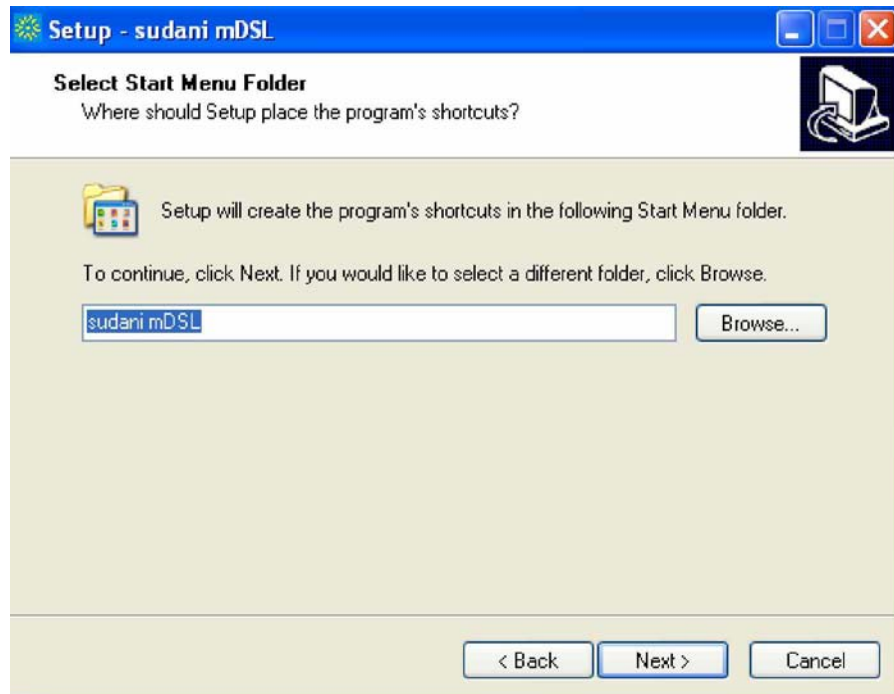 Setup - sudani mDSL
Select Start Menu Folder
Where should Setup place the program's shortcuts?
Setup will create the program's shortcuts in the following Start Menu folder.
To continue, click Next. If you would like to select a different folder, click Browse.
sudani mDSL
Browse...
< Back
Next >
Cancel